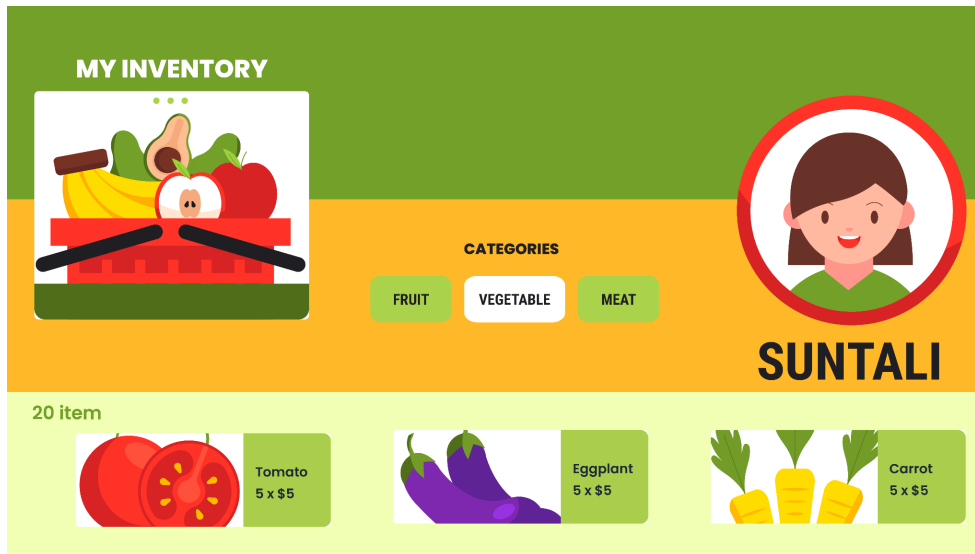 MY INVENTORY
CATEGORIES
FRUIT
VEGETABLE
MEAT
SUNTALI
20 item
Tomato
5 x $5
Eggplant
5 x $5
Carrot
5 x $5